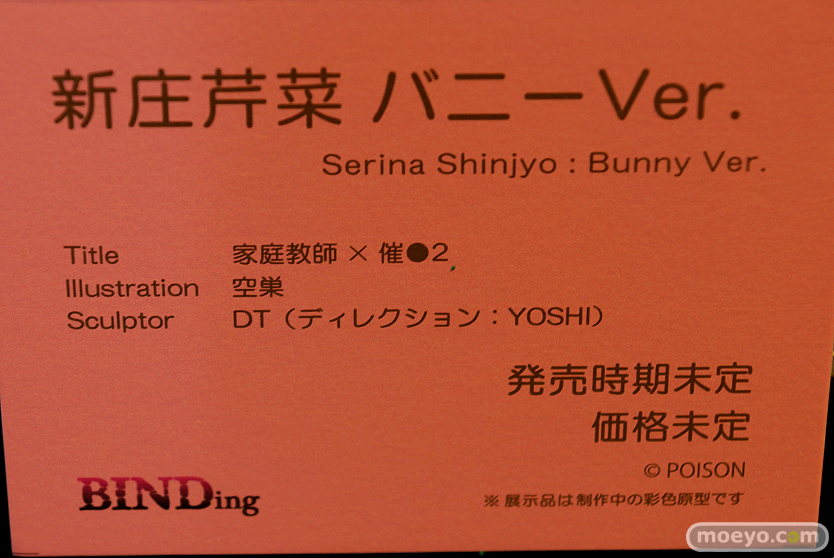 新庄芹菜 バニーVer.
Serina Shinjyo : Bunny Ver.
Title 家庭教師 × 催●2
Illustration 空巣
Sculptor DT（ディレクション：YOSHI）
発売時期未定
価格未定
© POISON
BINDing
※ 展示品は制作中の彩色原型です
moeyo.com